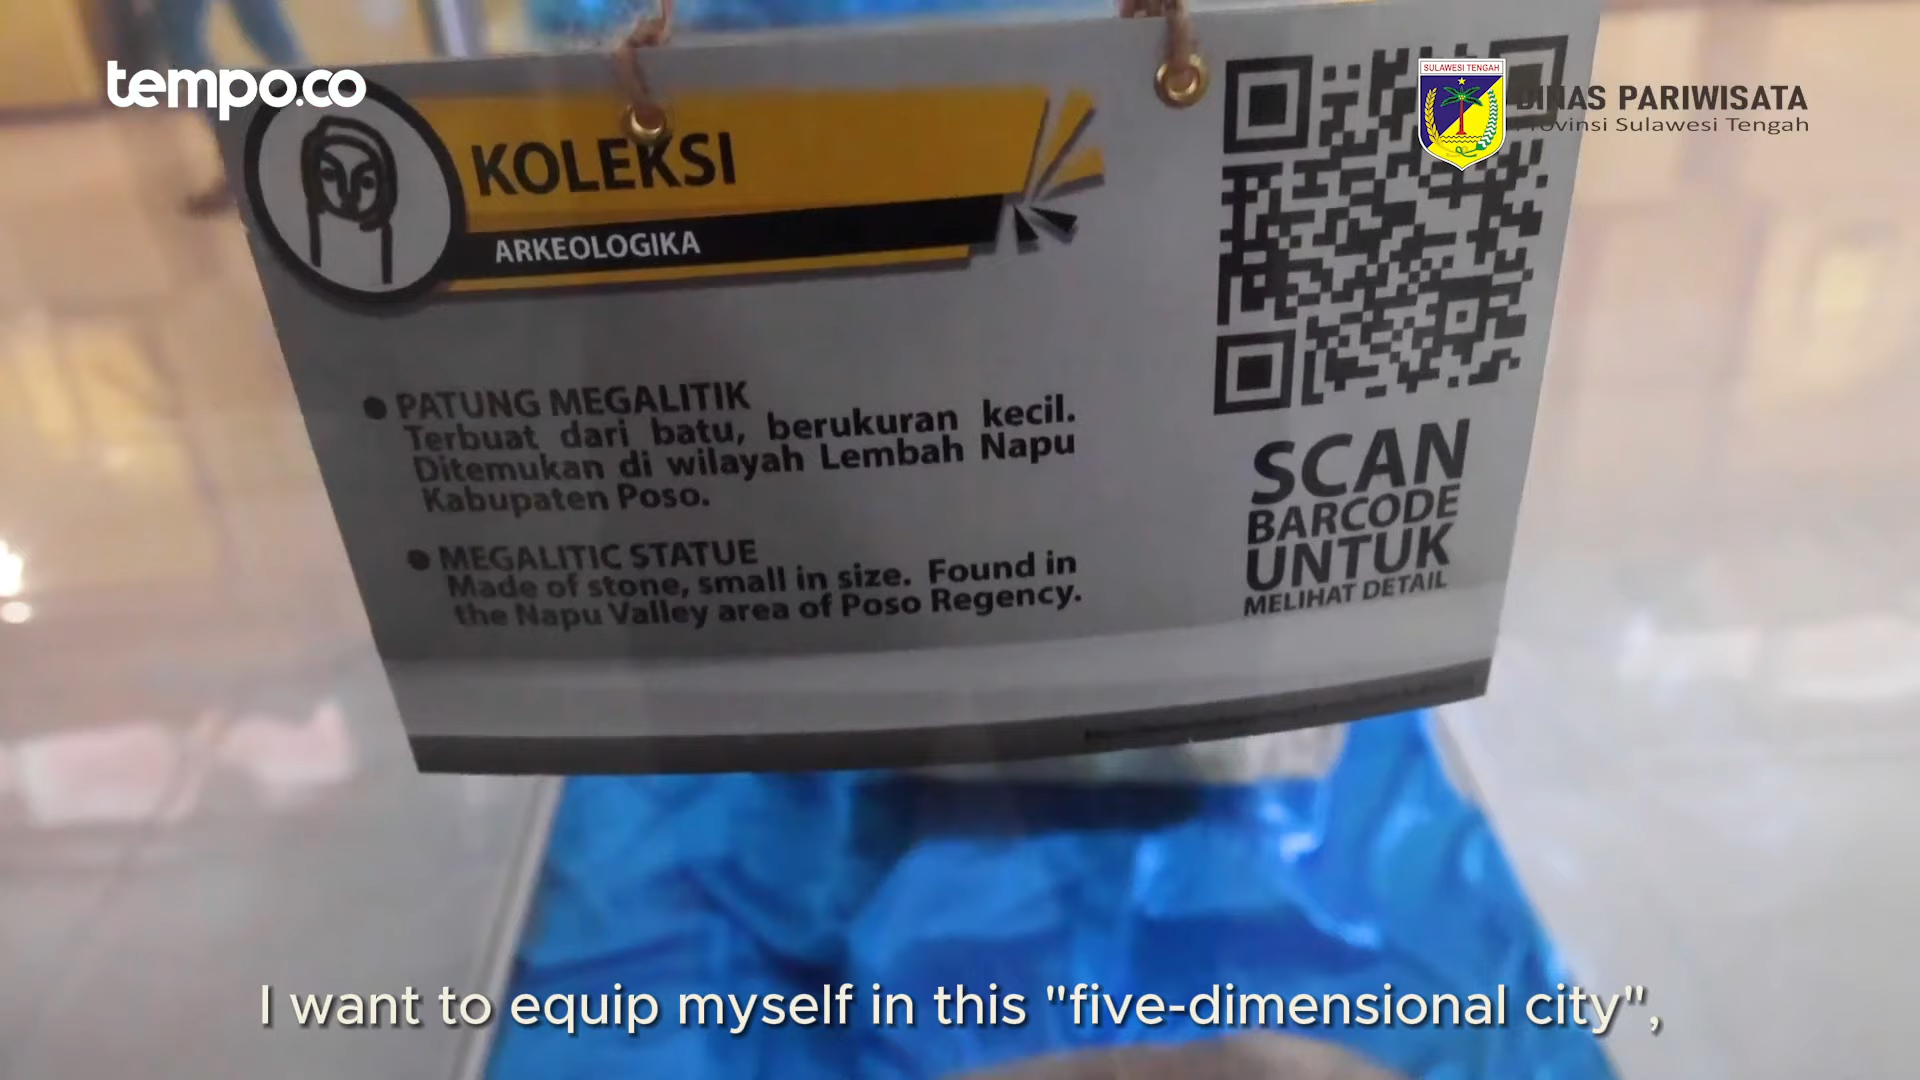 tempo.co
SULAWESI TENGAH
DINAS PARIWISATA
Provinsi Sulawesi Tengah
KOLEKSI
ARKEOLOGIKA
● PATUNG MEGALITIK
Terbuat dari batu, berukuran kecil.
Ditemukan di wilayah Lembah Napu
Kabupaten Poso.
● MEGALITIC STATUE
Made of stone, small in size. Found in
the Napu Valley area of Poso Regency.
SCAN
BARCODE
UNTUK
MELIHAT DETAIL
I want to equip myself in this "five-dimensional city",